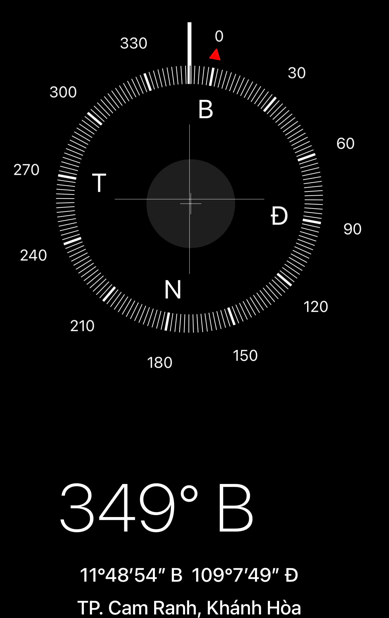 330
0
30
300
B
60
270
T
Đ
90
240
N
120
210
180
150
349° B
11°48′54″ B 109°7′49″ Đ
TP. Cam Ranh, Khánh Hòa